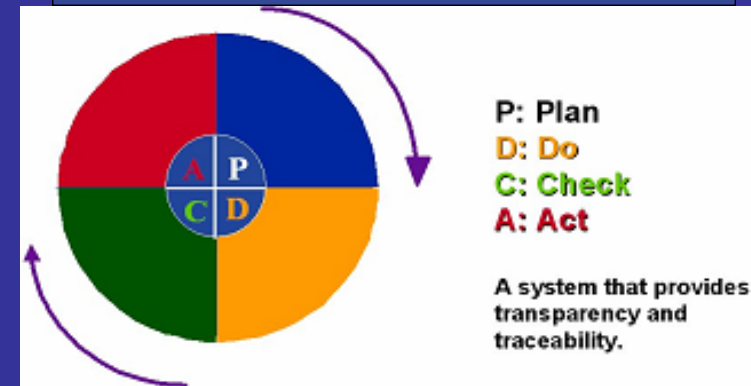 A P
C D
P: Plan
D: Do
C: Check
A: Act
A system that provides
transparency and
traceability.